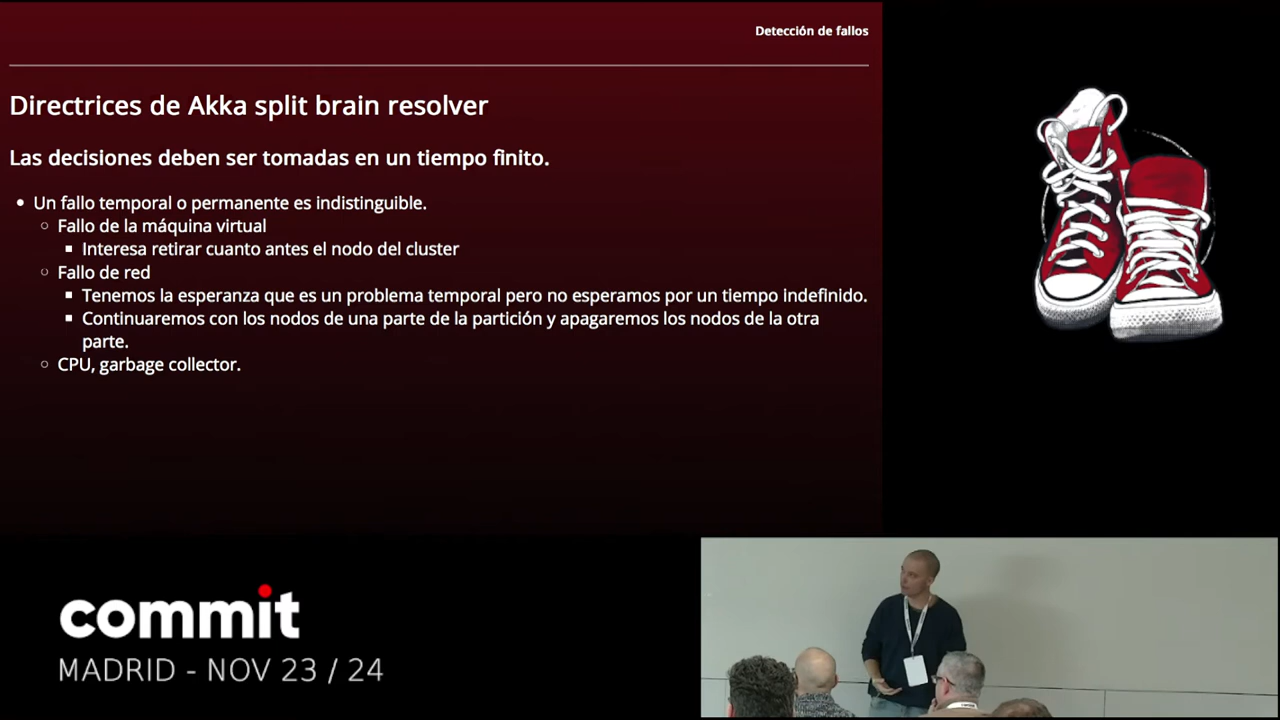 Detección de fallos
Directrices de Akka split brain resolver
Las decisiones deben ser tomadas en un tiempo finito.
Un fallo temporal o permanente es indistinguible.
Fallo de la máquina virtual
Interesa retirar cuanto antes el nodo del cluster
Fallo de red
Tenemos la esperanza que es un problema temporal pero no esperamos por un tiempo indefinido.
Continuaremos con los nodos de una parte de la partición y apagaremos los nodos de la otra
parte.
CPU, garbage collector.
commit
MADRID - NOV 23 / 24